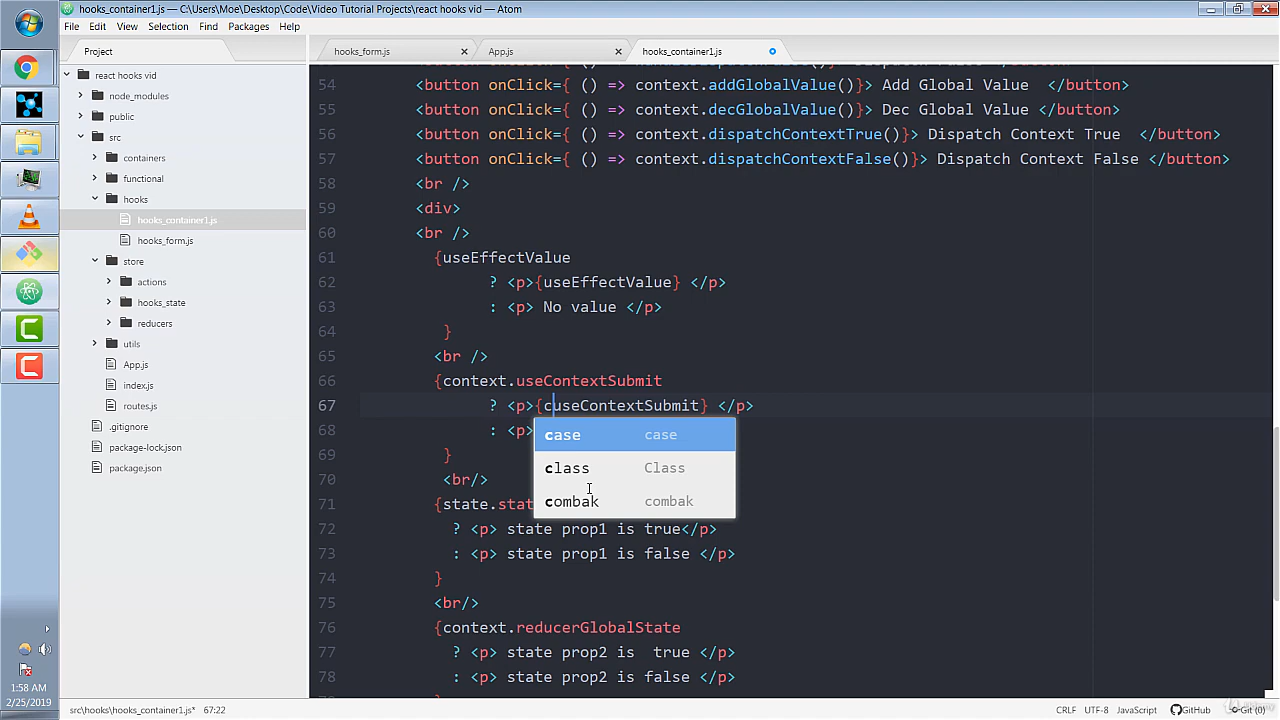 hooks_container1.js — C:\Users\Moe\Desktop\Code\Video Tutorial Projects\react hooks vid — Atom
File Edit View Selection Find Packages Help
Project
hooks_form.js
App.js
hooks_container1.js
react hooks vid
node_modules
public
src
containers
functional
hooks
hooks_container1.js
hooks_form.js
store
actions
hooks_state
reducers
utils
App.js
index.js
routes.js
.gitignore
package-lock.json
package.json
54 <button onClick={ () => context.addGlobalValue()}> Add Global Value </button>
55 <button onClick={ () => context.decGlobalValue()}> Dec Global Value </button>
56 <button onClick={ () => context.dispatchContextTrue()}> Dispatch Context True </button>
57 <button onClick={ () => context.dispatchContextFalse()}> Dispatch Context False </button>
58 <br />
59 <div>
60 <br />
61 {useEffectValue
62 ? <p>{useEffectValue} </p>
63 : <p> No value </p>
64 }
65 <br />
66 {context.useContextSubmit
67 ? <p>{cuseContextSubmit} </p>
68 : <p>
69 }
70 <br/>
71 {state.stat
72 ? <p> state prop1 is true</p>
73 : <p> state prop1 is false </p>
74 }
75 <br/>
76 {context.reducerGlobalState
77 ? <p> state prop2 is true </p>
78 : <p> state prop2 is false </p>
case case
class Class
combak combak
1:58 AM
2/25/2019
src\hooks\hooks_container1.js* 67:22
CRLF UTF-8 JavaScript GitHub Git (0)